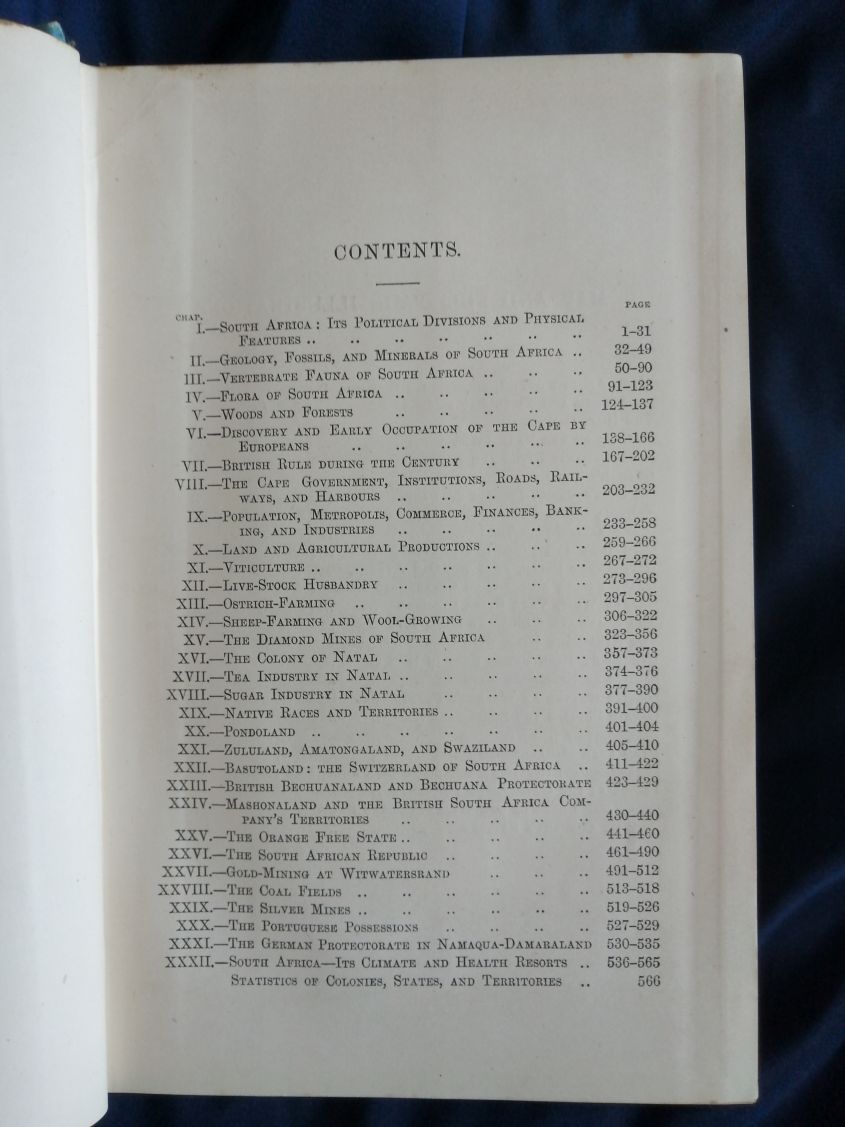 CONTENTS.
CHAP. PAGE
I.—South Africa: Its Political Divisions and Physical
Features .. .. .. .. .. .. .. 1–31
II.—Geology, Fossils, and Minerals of South Africa .. 32–49
III.—Vertebrate Fauna of South Africa .. .. .. 50–90
IV.—Flora of South Africa .. .. .. .. .. 91–123
V.—Woods and Forests .. .. .. .. .. 124–137
VI.—Discovery and Early Occupation of the Cape by
Europeans .. .. .. .. .. .. 138–166
VII.—British Rule during the Century .. .. .. 167–202
VIII.—The Cape Government, Institutions, Roads, Rail-
ways, and Harbours .. .. .. .. .. 203–232
IX.—Population, Metropolis, Commerce, Finances, Bank-
ing, and Industries .. .. .. .. .. 233–258
X.—Land and Agricultural Productions .. .. .. 259–266
XI.—Viticulture .. .. .. .. .. .. .. 267–272
XII.—Live-Stock Husbandry .. .. .. .. .. 273–296
XIII.—Ostrich-Farming .. .. .. .. .. .. 297–305
XIV.—Sheep-Farming and Wool-Growing .. .. .. 306–322
XV.—The Diamond Mines of South Africa .. .. 323–356
XVI.—The Colony of Natal .. .. .. .. .. 357–373
XVII.—Tea Industry in Natal .. .. .. .. .. 374–376
XVIII.—Sugar Industry in Natal .. .. .. .. 377–390
XIX.—Native Races and Territories .. .. .. .. 391–400
XX.—Pondoland .. .. .. .. .. .. .. 401–404
XXI.—Zululand, Amatongaland, and Swaziland .. .. 405–410
XXII.—Basutoland: the Switzerland of South Africa .. 411–422
XXIII.—British Bechuanaland and Bechuana Protectorate 423–429
XXIV.—Mashonaland and the British South Africa Com-
pany's Territories .. .. .. .. .. 430–440
XXV.—The Orange Free State .. .. .. .. .. 441–460
XXVI.—The South African Republic .. .. .. .. 461–490
XXVII.—Gold-Mining at Witwatersrand .. .. .. 491–512
XXVIII.—The Coal Fields .. .. .. .. .. .. 513–518
XXIX.—The Silver Mines .. .. .. .. .. .. 519–526
XXX.—The Portuguese Possessions .. .. .. .. 527–529
XXXI.—The German Protectorate in Namaqua-Damaraland 530–535
XXXII.—South Africa—Its Climate and Health Resorts .. 536–565
Statistics of Colonies, States, and Territories .. 566